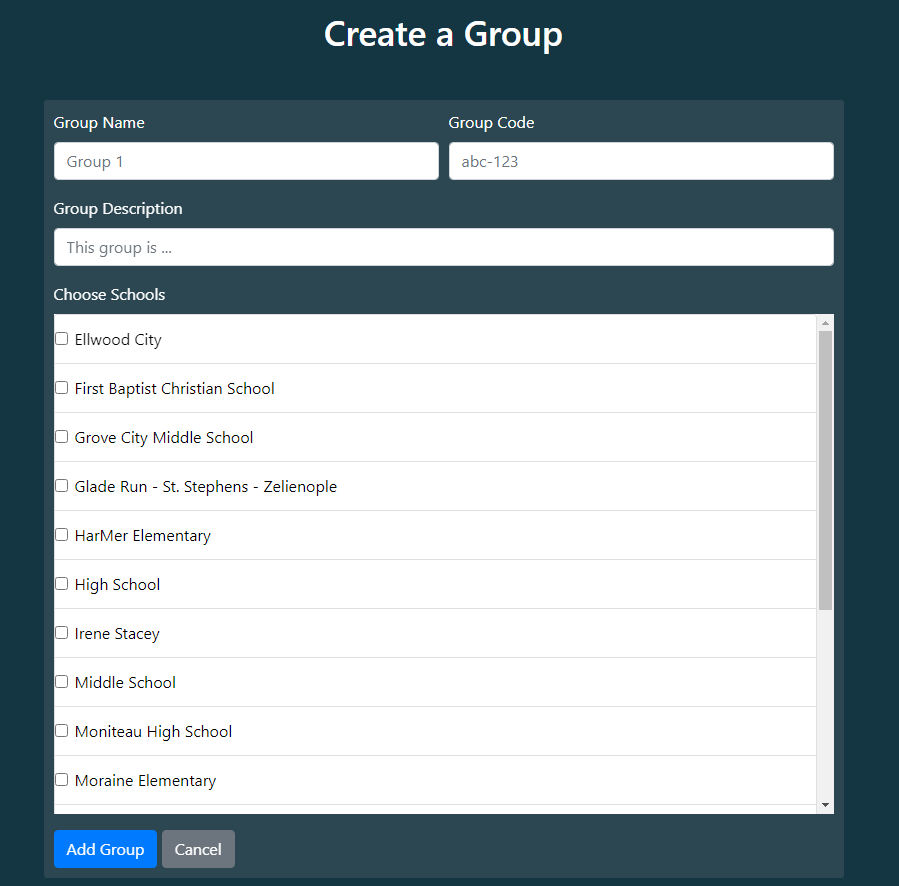 Create a Group
Group Name
Group Code
Group 1
abc-123
Group Description
This group is ...
Choose Schools
Ellwood City
First Baptist Christian School
Grove City Middle School
Glade Run - St. Stephens - Zelienople
HarMer Elementary
High School
Irene Stacey
Middle School
Moniteau High School
Moraine Elementary
Add Group
Cancel